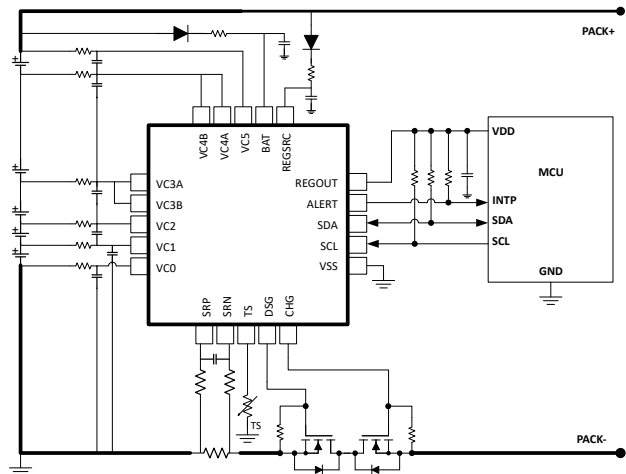 PACK+
VC4B
VC4A
VC5
BAT
REGSRC
VC3A
VC3B
VC2
VC1
VC0
REGOUT
ALERT
SDA
SCL
VSS
SRP
SRN
TS
DSG
CHG
VDD
MCU
INTP
SDA
SCL
GND
TS
PACK-